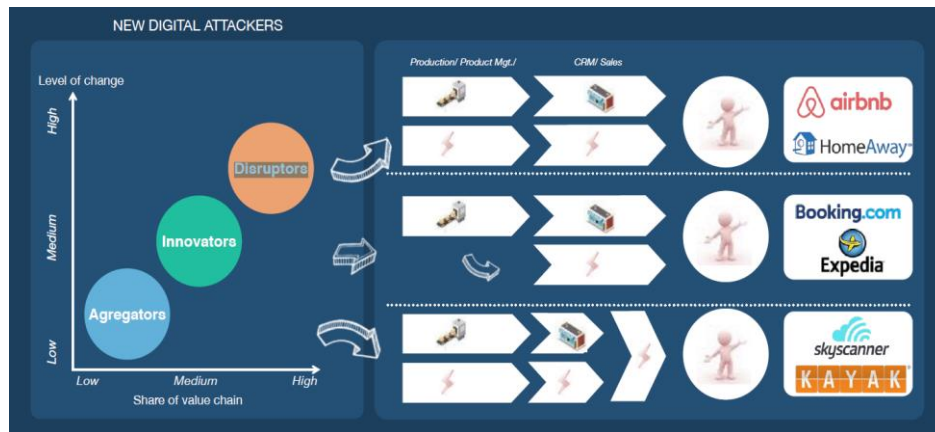 NEW DIGITAL ATTACKERS
Level of change
High
Medium
Low
Disruptors
Innovators
Agregators
Low
Medium
High
Share of value chain
Production/ Product Mgt./
CRM/ Sales
airbnb
HomeAway
Booking.com
Expedia
skyscanner
KAYAK